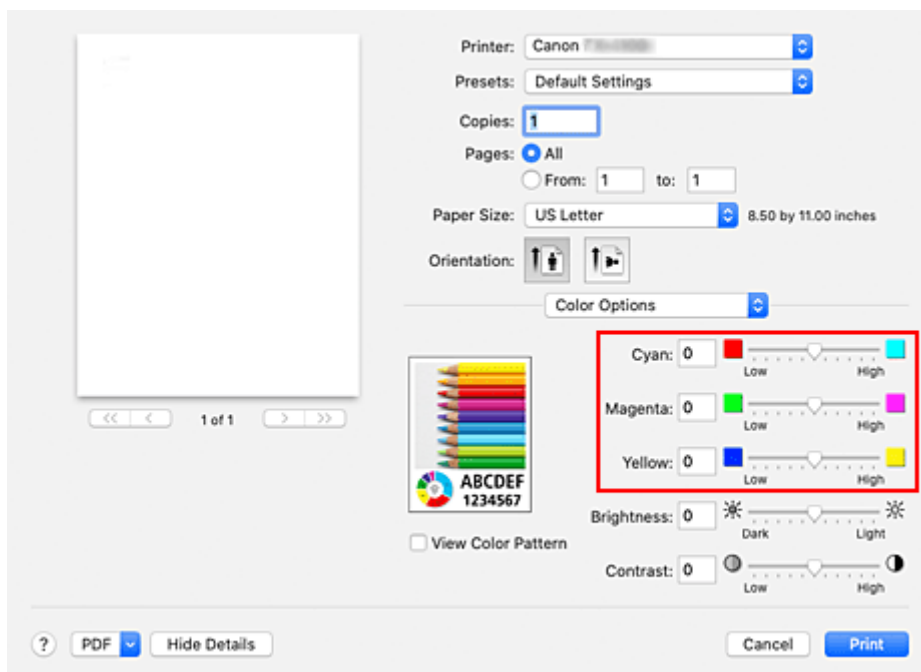 Printer: Canon
Presets: Default Settings
Copies: 1
Pages: All
From: 1 to: 1
Paper Size: US Letter 8.50 by 11.00 inches
Orientation:
Color Options
Cyan: 0
Low High
Magenta: 0
Low High
Yellow: 0
Low High
Brightness: 0
Dark Light
Contrast: 0
Low High
1 of 1
ABCDEF
1234567
View Color Pattern
? PDF Hide Details Cancel Print